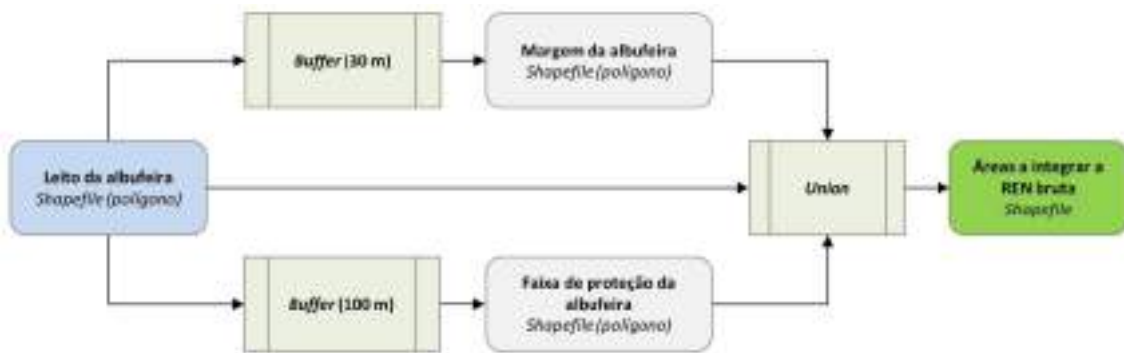 Buffer (30 m)
Margem da albufeira
Shapefile (polígono)
Leito da albufeira
Shapefile (polígono)
Union
Áreas a integrar a
REN bruta
Shapefile
Buffer (100 m)
Faixa de proteção da
albufeira
Shapefile (polígono)